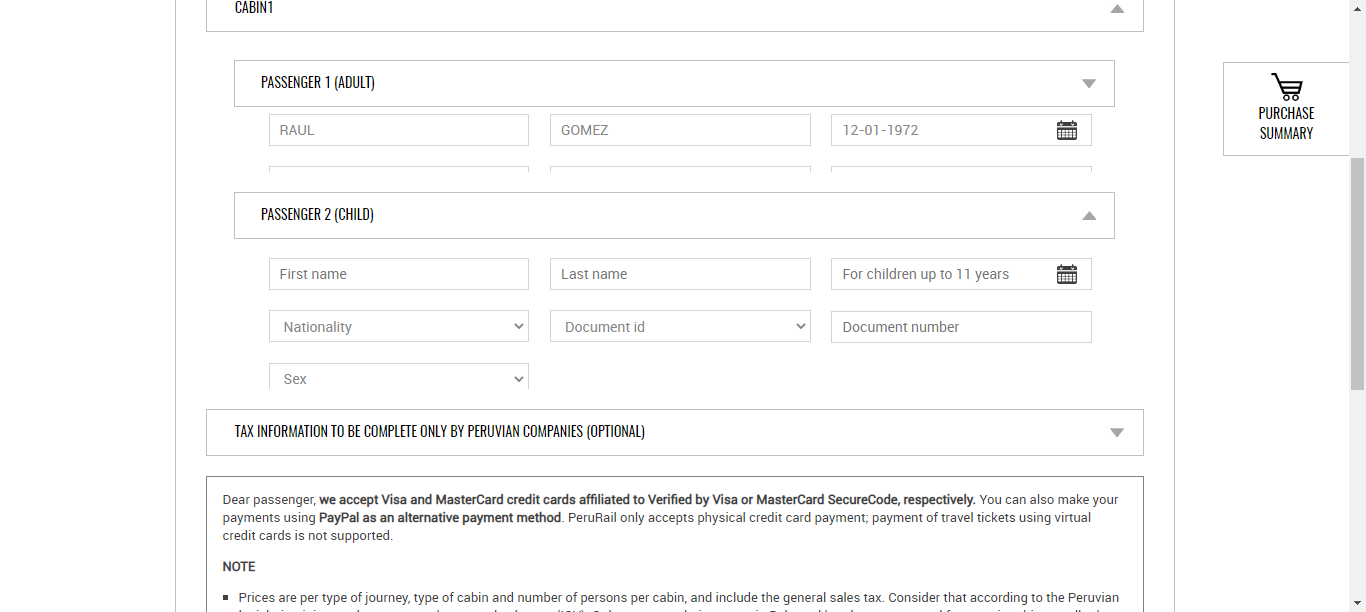 CABIN1
PASSENGER 1 (ADULT)
RAUL
GOMEZ
12-01-1972
PURCHASE
SUMMARY
PASSENGER 2 (CHILD)
First name
Last name
For children up to 11 years
Nationality
Document id
Document number
Sex
TAX INFORMATION TO BE COMPLETE ONLY BY PERUVIAN COMPANIES (OPTIONAL)
Dear passenger, we accept Visa and MasterCard credit cards affiliated to Verified by Visa or MasterCard SecureCode, respectively. You can also make your
payments using PayPal as an alternative payment method. PeruRail only accepts physical credit card payment; payment of travel tickets using virtual
credit cards is not supported.
NOTE
Prices are per type of journey, type of cabin and number of persons per cabin, and include the general sales tax. Consider that according to the Peruvian